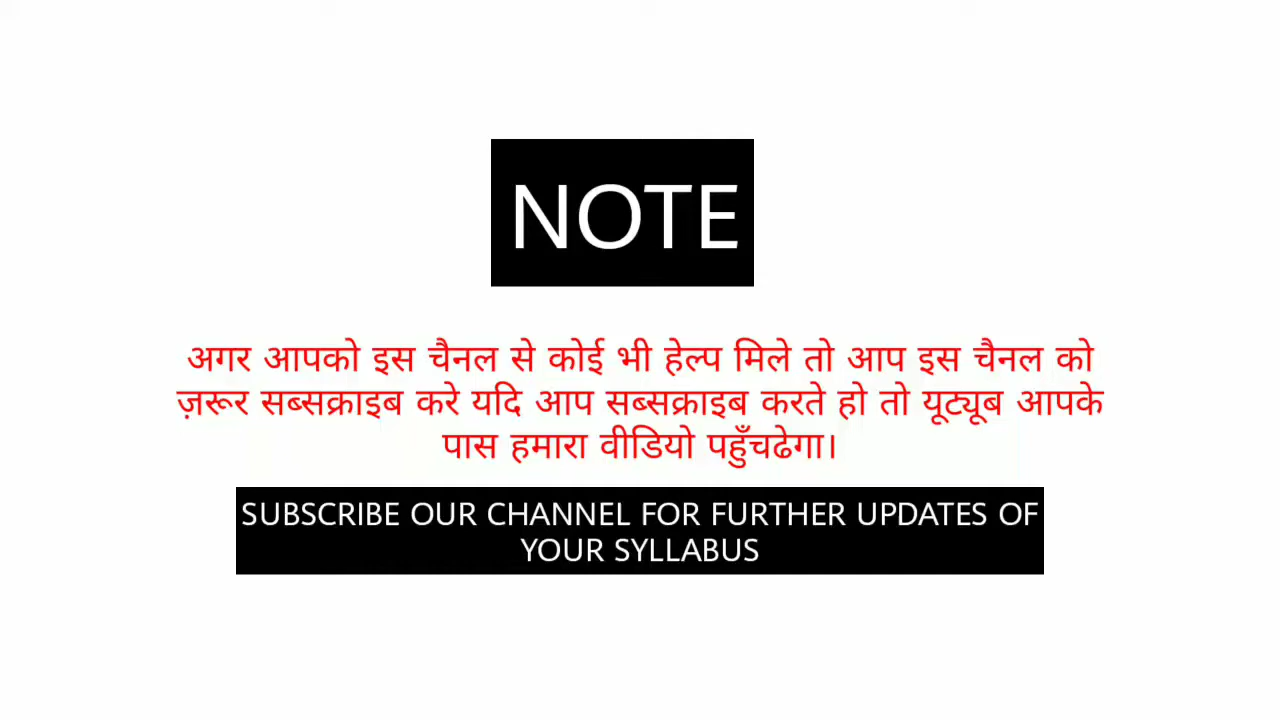 NOTE
अगर आपको इस चैनल से कोई भी हेल्प मिले तो आप इस चैनल को
ज़रूर सब्सक्राइब करे यदि आप सब्सक्राइब करते हो तो यूट्यूब आपके
पास हमारा वीडियो पहुँचढेगा।
SUBSCRIBE OUR CHANNEL FOR FURTHER UPDATES OF
YOUR SYLLABUS